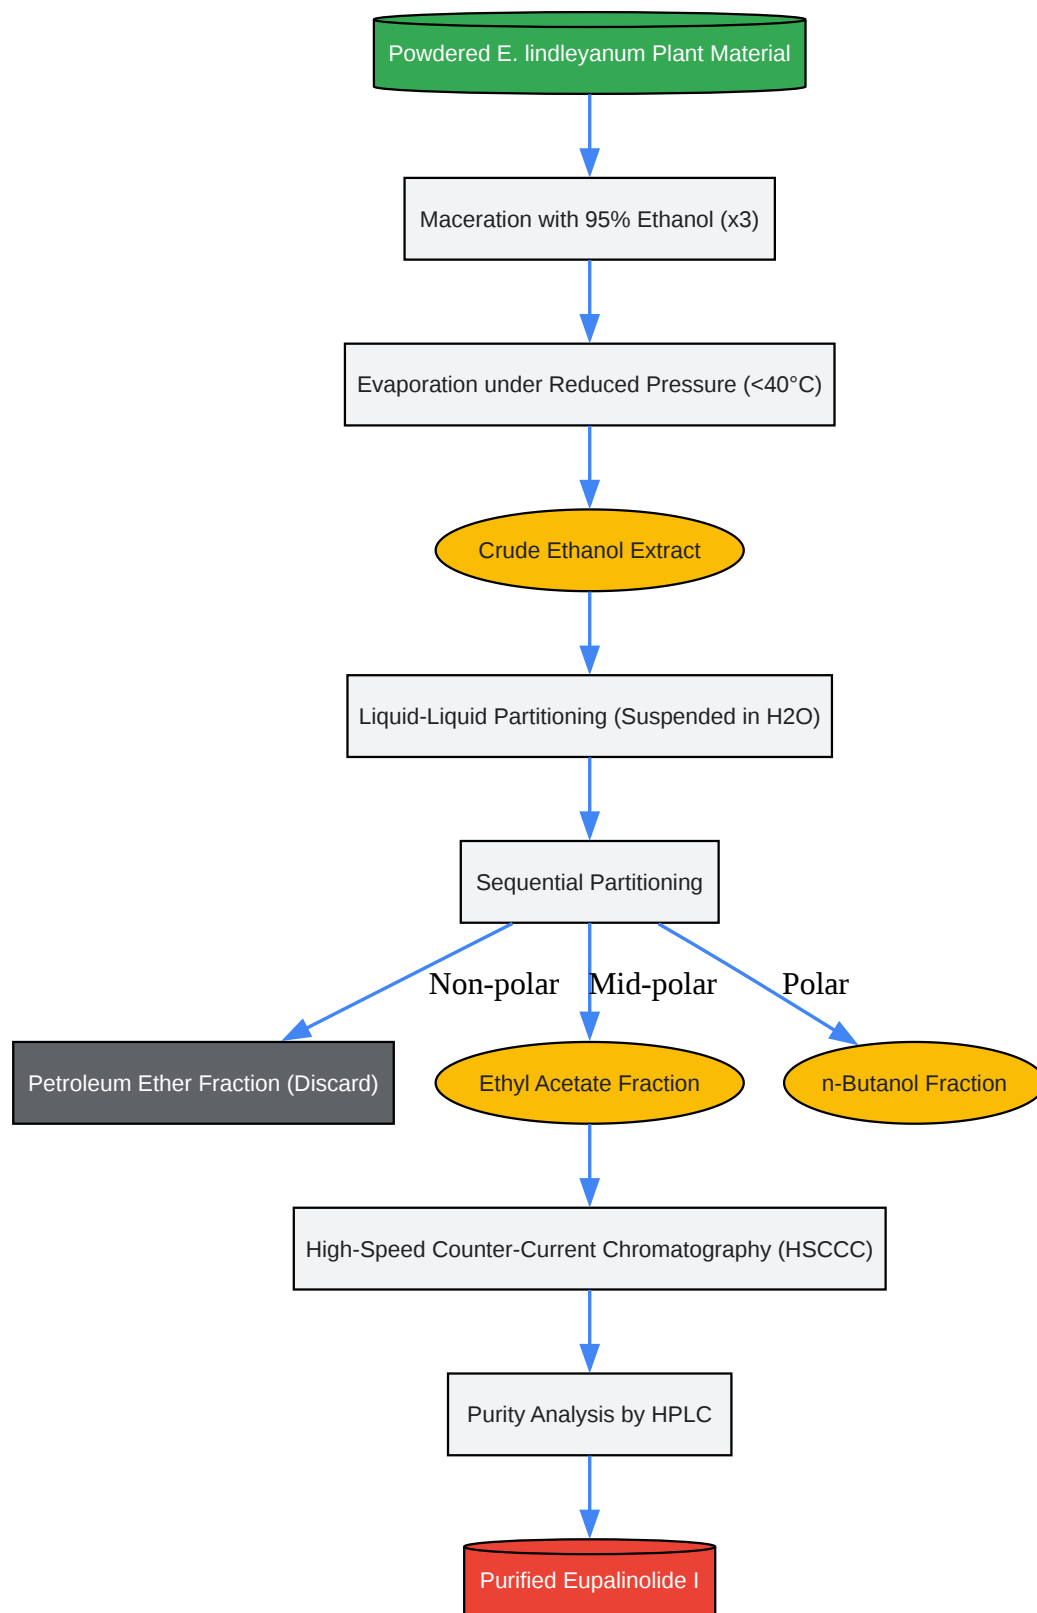 Powdered E. lindleyanum Plant Material
Maceration with 95% Ethanol (x3)
Evaporation under Reduced Pressure (<40°C)
Crude Ethanol Extract
Liquid-Liquid Partitioning (Suspended in H2O)
Sequential Partitioning
Non-polar
Mid-polar
Polar
Petroleum Ether Fraction (Discard)
Ethyl Acetate Fraction
n-Butanol Fraction
High-Speed Counter-Current Chromatography (HSCCC)
Purity Analysis by HPLC
Purified Eupalinolide I